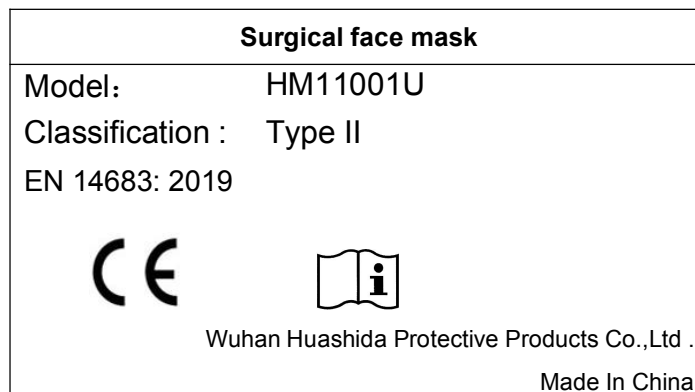 Surgical face mask
Model：	HM11001U
Classification :	Type II
EN 14683: 2019
CE i
Wuhan Huashida Protective Products Co.,Ltd .
Made In China